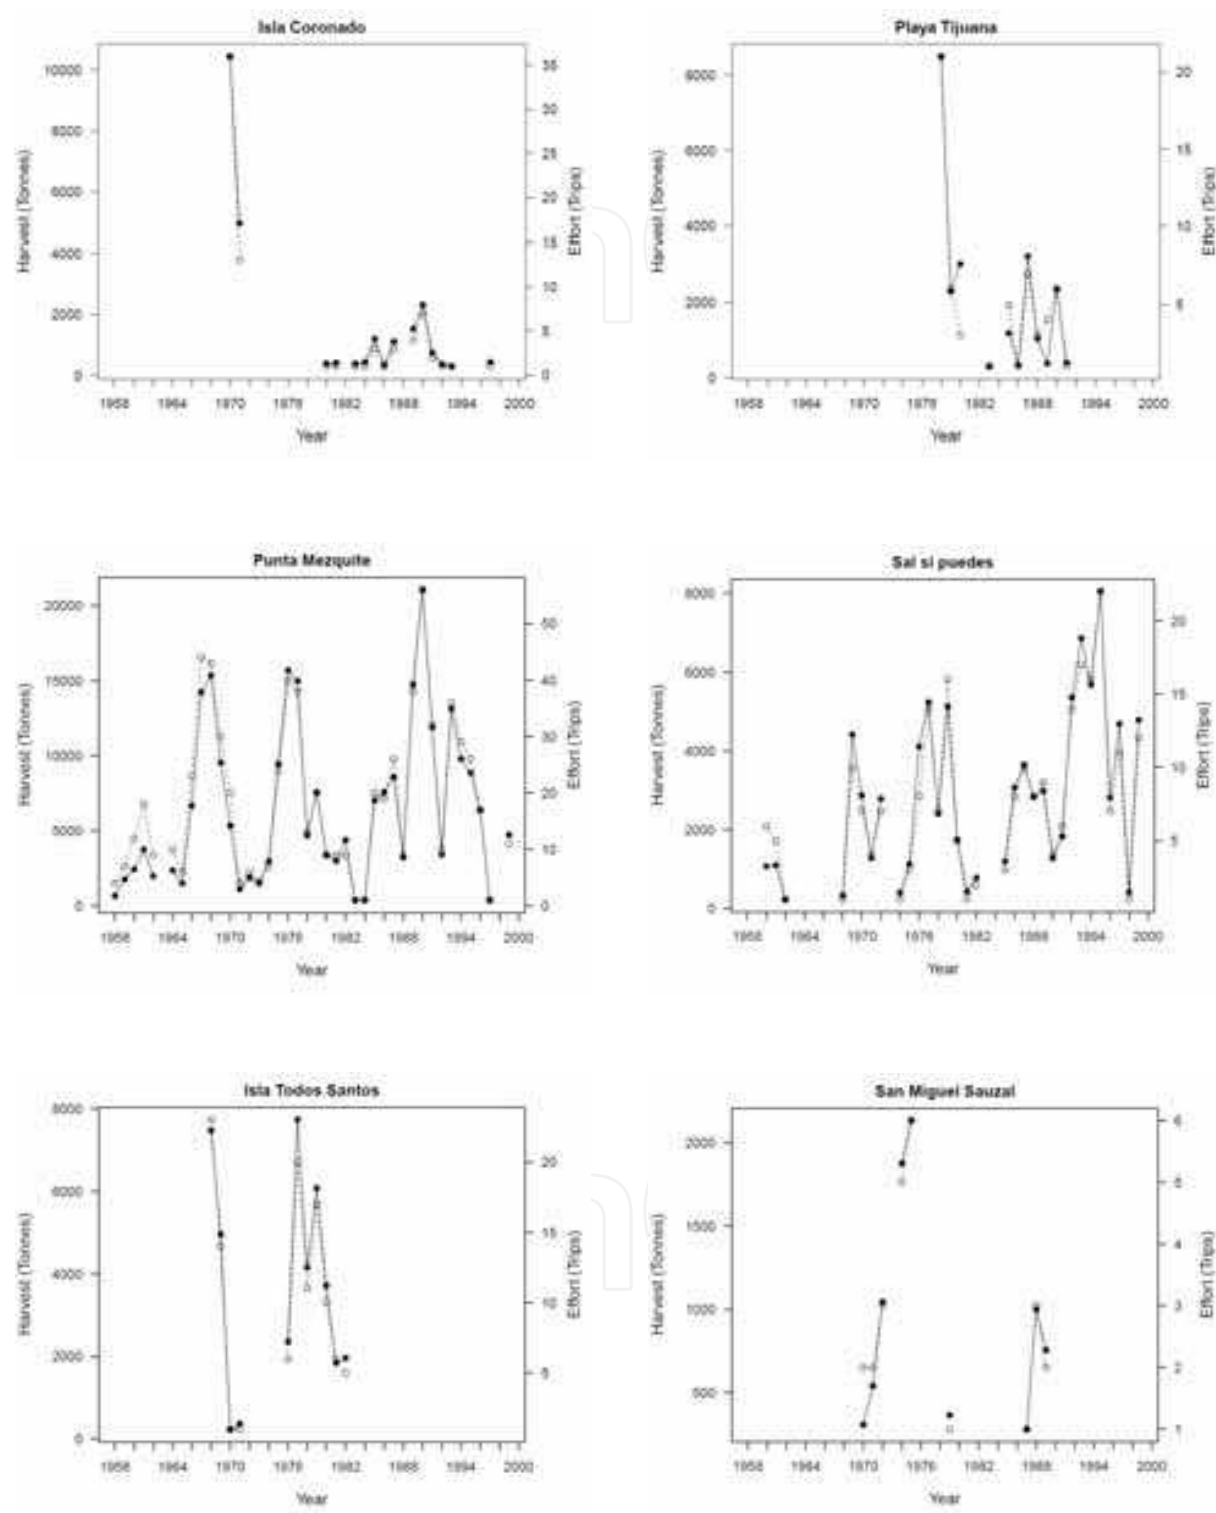 Isla Coronado
Harvest (Tonnes)
10000
8000
6000
4000
2000
0
35
30
25
20
15
10
5
0
Effort (Trips)
1958 1964 1970 1976 1982 1988 1994 2000
Year
Playa Tijuana
Harvest (Tonnes)
8000
6000
4000
2000
0
20
15
10
5
Effort (Trips)
1958 1964 1970 1976 1982 1988 1994 2000
Year
Punta Mezquite
Harvest (Tonnes)
20000
15000
10000
5000
0
50
40
30
20
10
0
Effort (Trips)
1958 1964 1970 1976 1982 1988 1994 2000
Year
Sal si puedes
Harvest (Tonnes)
8000
6000
4000
2000
0
20
15
10
5
Effort (Trips)
1958 1964 1970 1976 1982 1988 1994 2000
Year
Isla Todos Santos
Harvest (Tonnes)
8000
6000
4000
2000
0
20
15
10
5
Effort (Trips)
1958 1964 1970 1976 1982 1988 1994 2000
Year
San Miguel Sauzal
Harvest (Tonnes)
2000
1500
1000
500
6
5
4
3
2
1
Effort (Trips)
1958 1964 1970 1976 1982 1988 1994 2000
Year